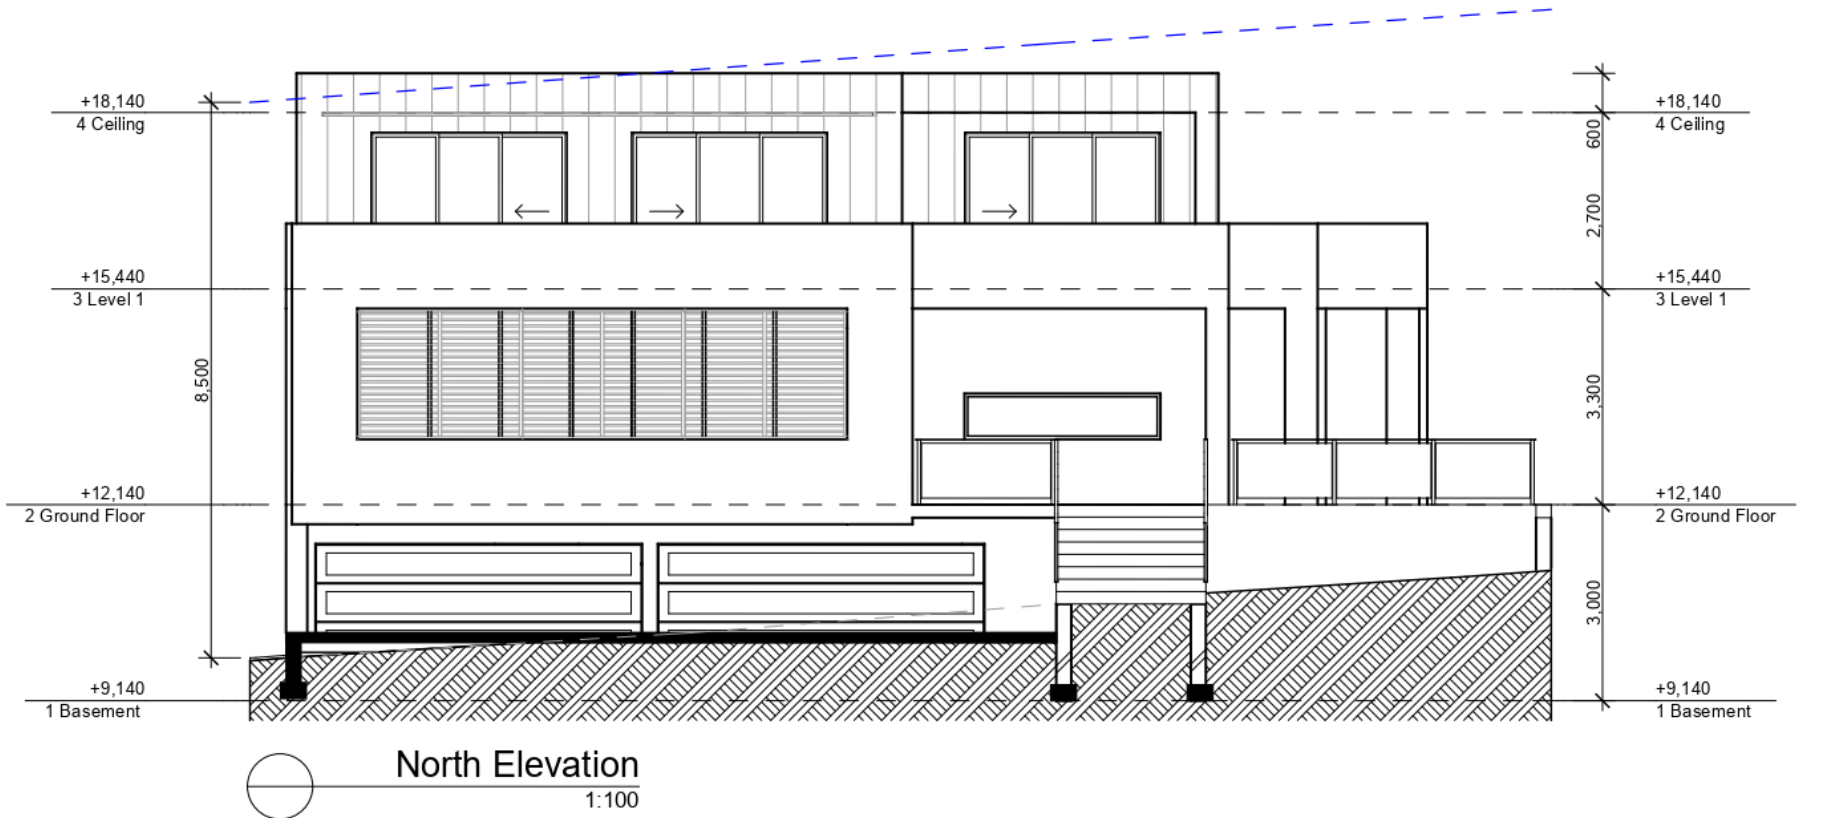 +18,140
4 Ceiling
+18,140
4 Ceiling
600
2,700
+15,440
3 Level 1
+15,440
3 Level 1
8,500
3,300
+12,140
2 Ground Floor
+12,140
2 Ground Floor
3,000
+9,140
1 Basement
+9,140
1 Basement
North Elevation
1:100